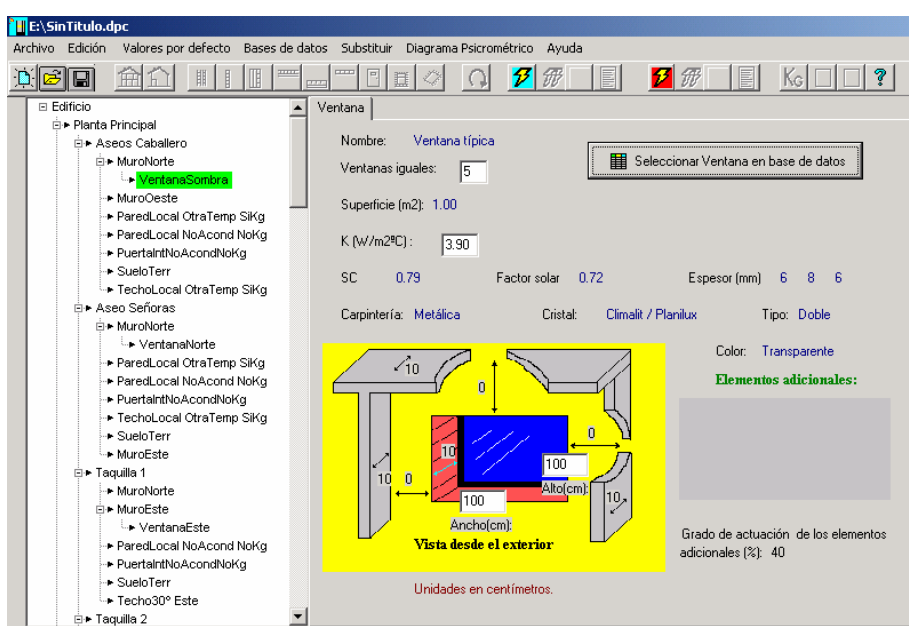 E:\SinTitulo.dpc
Archivo Edición Valores por defecto Bases de datos Substituir Diagrama Psicrométrico Ayuda
KG ?
Edificio
Planta Principal
Aseos Caballero
MuroNorte
VentanaSombra
MuroOeste
ParedLocal OtraTemp SiKg
ParedLocal NoAcond NoKg
PuertaIntNoAcondNoKg
SueloTerr
TechoLocal OtraTemp SiKg
Aseo Señoras
MuroNorte
VentanaNorte
ParedLocal OtraTemp SiKg
ParedLocal NoAcond NoKg
PuertaIntNoAcondNoKg
TechoLocal OtraTemp SiKg
SueloTerr
MuroEste
Taquilla 1
MuroNorte
MuroEste
VentanaEste
ParedLocal NoAcond NoKg
PuertaIntNoAcondNoKg
SueloTerr
Techo30º Este
Taquilla 2
Ventana
Nombre: Ventana típica
Seleccionar Ventana en base de datos
Ventanas iguales: 5
Superficie (m2): 1.00
K (W/m2ºC) : 3.90
SC 0.79 Factor solar 0.72 Espesor (mm) 6 8 6
Carpintería: Metálica Cristal: Climalit / Planilux Tipo: Doble
Color: Transparente
Elementos adicionales:
10
0
0
10
100
10 0
Alto(cm):
10
100
Ancho(cm):
Vista desde el exterior
Grado de actuación de los elementos
adicionales (%): 40
Unidades en centímetros.